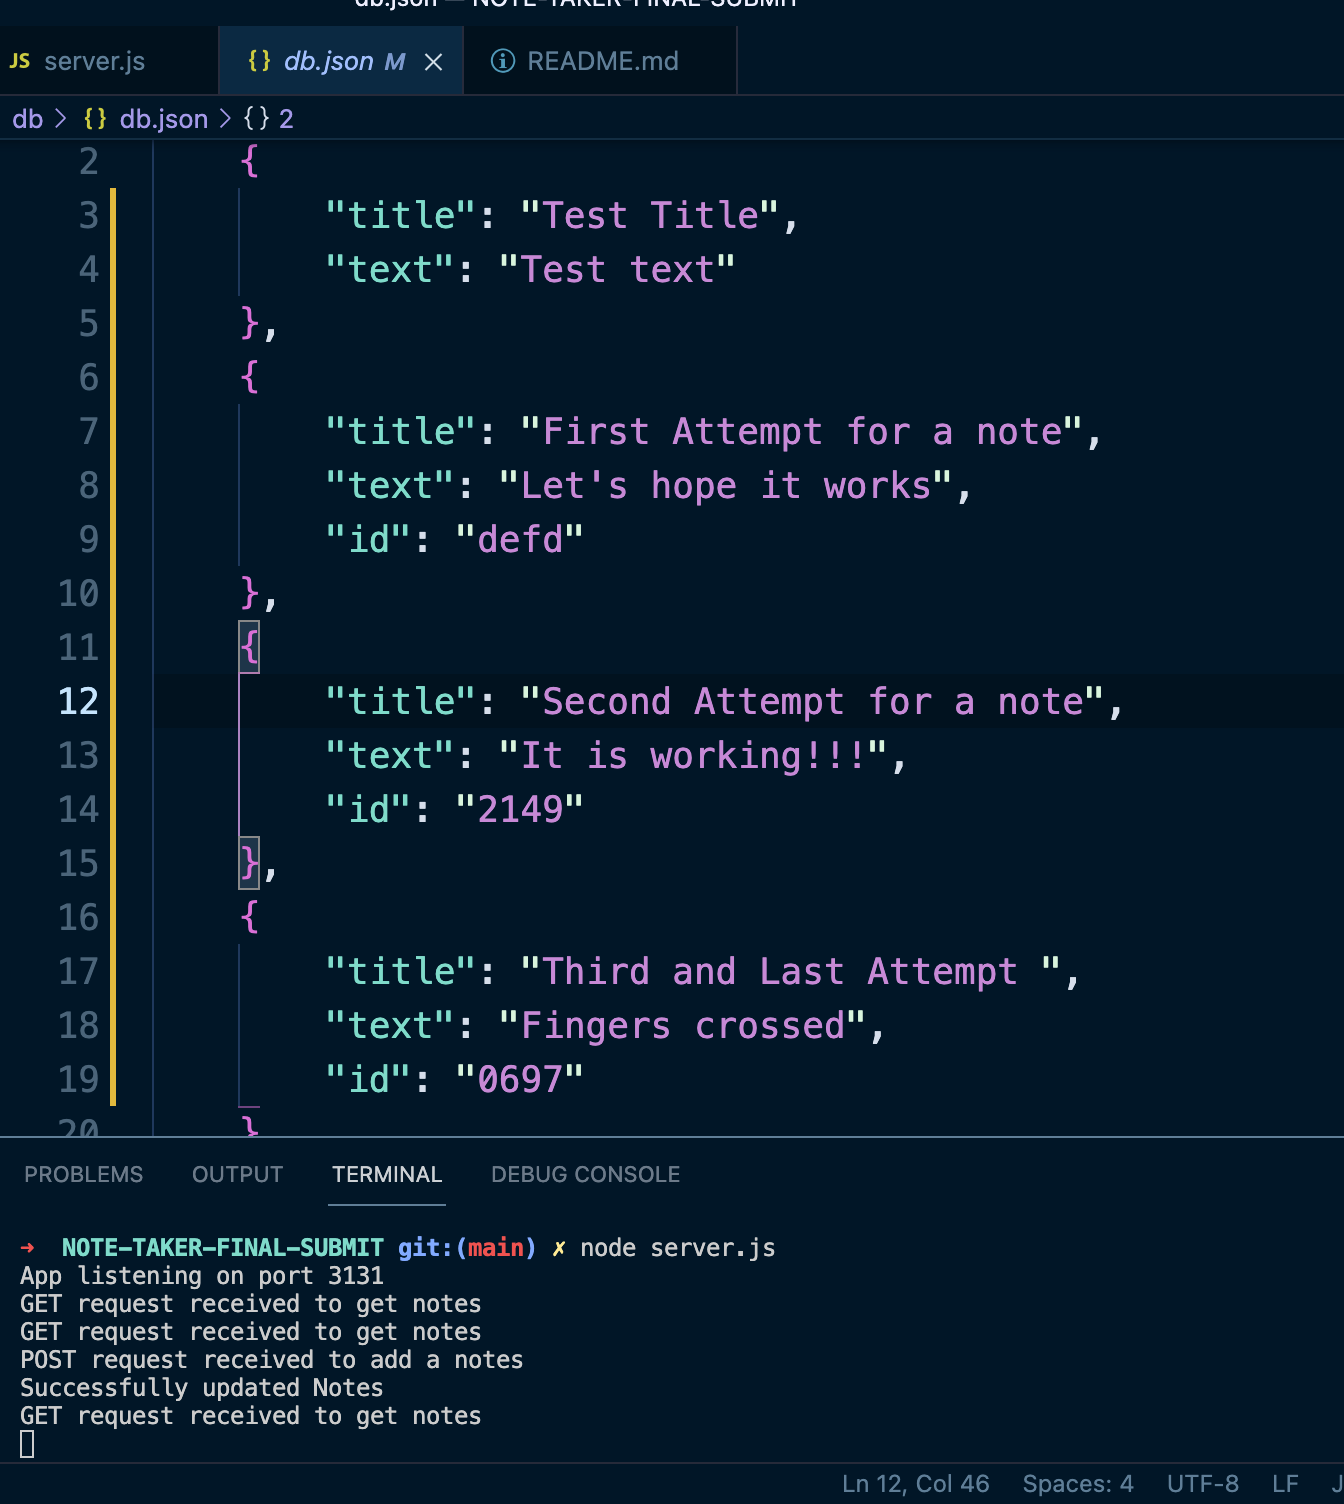 db.json — NOTE-TAKER-FINAL-SUBMIT
JS server.js {} db.json M × README.md
db > {} db.json > {} 2
2 {
3 "title": "Test Title",
4 "text": "Test text"
5 },
6 {
7 "title": "First Attempt for a note",
8 "text": "Let's hope it works",
9 "id": "defd"
10 },
11 {
12 "title": "Second Attempt for a note",
13 "text": "It is working!!!",
14 "id": "2149"
15 },
16 {
17 "title": "Third and Last Attempt ",
18 "text": "Fingers crossed",
19 "id": "0697"
20 }
PROBLEMS OUTPUT TERMINAL DEBUG CONSOLE
→ NOTE-TAKER-FINAL-SUBMIT git:(main) ✗ node server.js
App listening on port 3131
GET request received to get notes
GET request received to get notes
POST request received to add a notes
Successfully updated Notes
GET request received to get notes
Ln 12, Col 46 Spaces: 4 UTF-8 LF